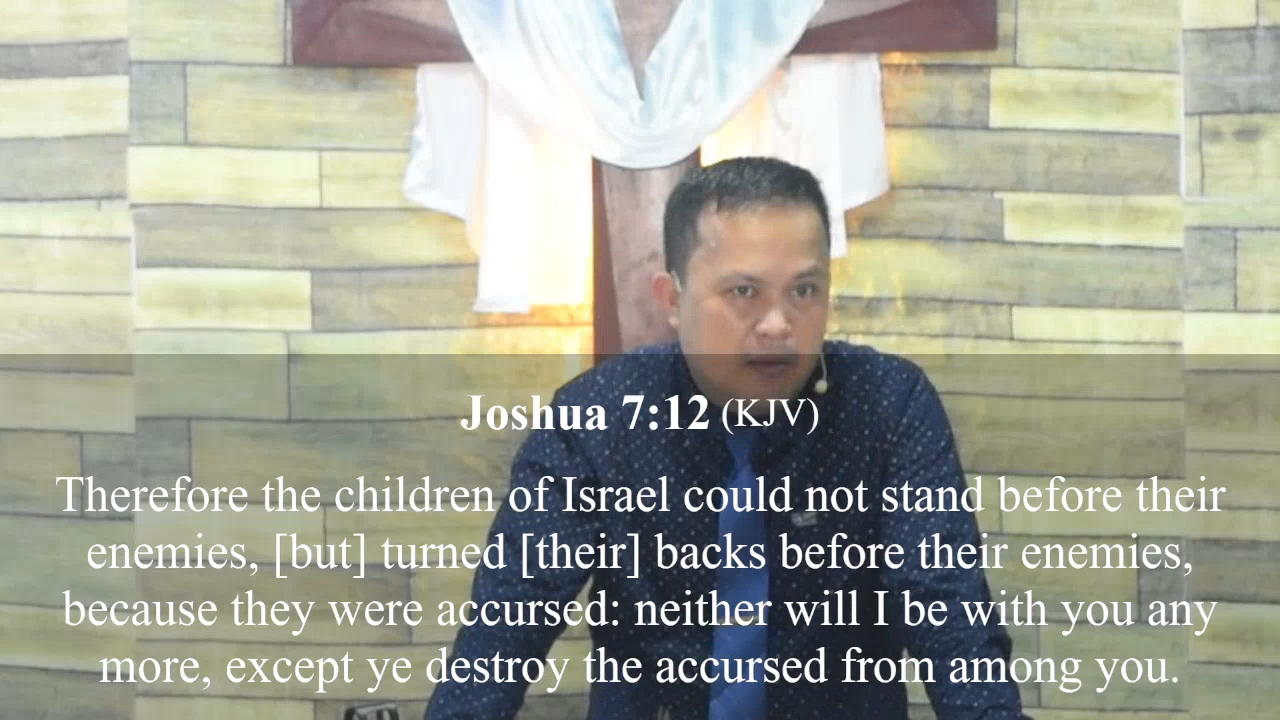 Joshua 7:12 (KJV)
Therefore the children of Israel could not stand before their
enemies, [but] turned [their] backs before their enemies,
because they were accursed: neither will I be with you any
more, except ye destroy the accursed from among you.